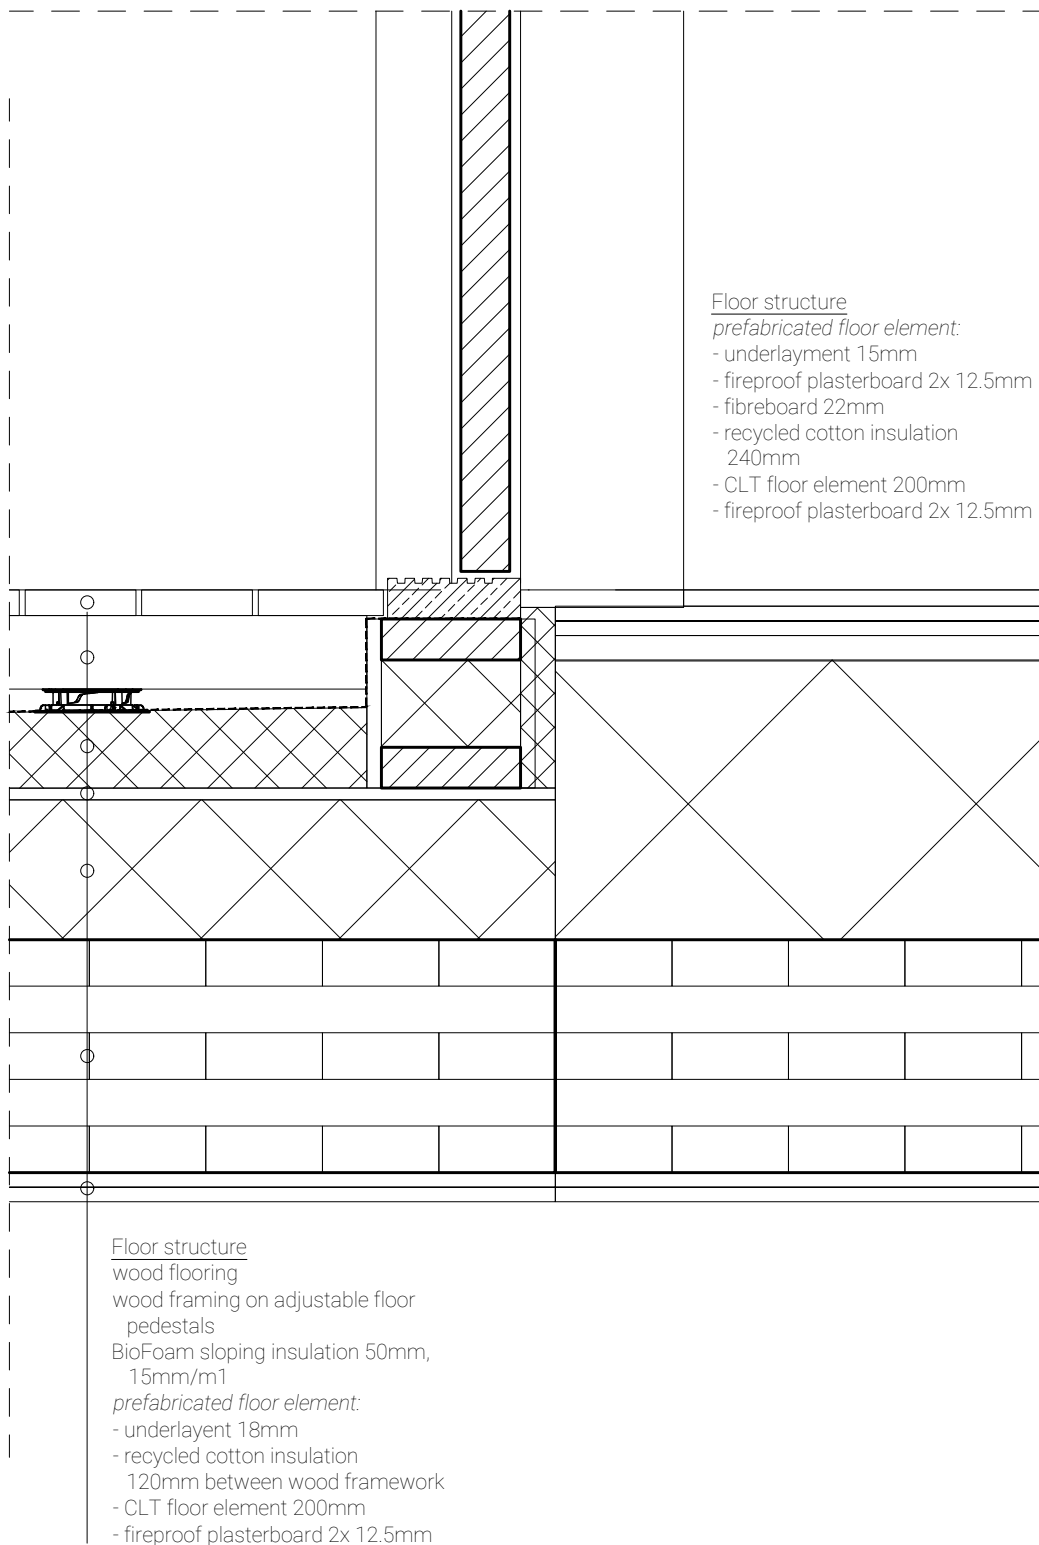 Floor structure
prefabricated floor element:
- underlayment 15mm
- fireproof plasterboard 2x 12.5mm
- fibreboard 22mm
- recycled cotton insulation
240mm
- CLT floor element 200mm
- fireproof plasterboard 2x 12.5mm
Floor structure
wood flooring
wood framing on adjustable floor
pedestals
BioFoam sloping insulation 50mm,
15mm/m1
prefabricated floor element:
- underlayent 18mm
- recycled cotton insulation
120mm between wood framework
- CLT floor element 200mm
- fireproof plasterboard 2x 12.5mm